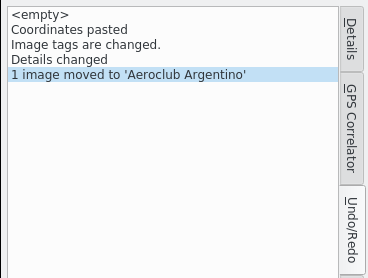 <empty>
Coordinates pasted
Image tags are changed.
Details changed
1 image moved to 'Aeroclub Argentino'
Details
GPS Correlator
Undo/Redo